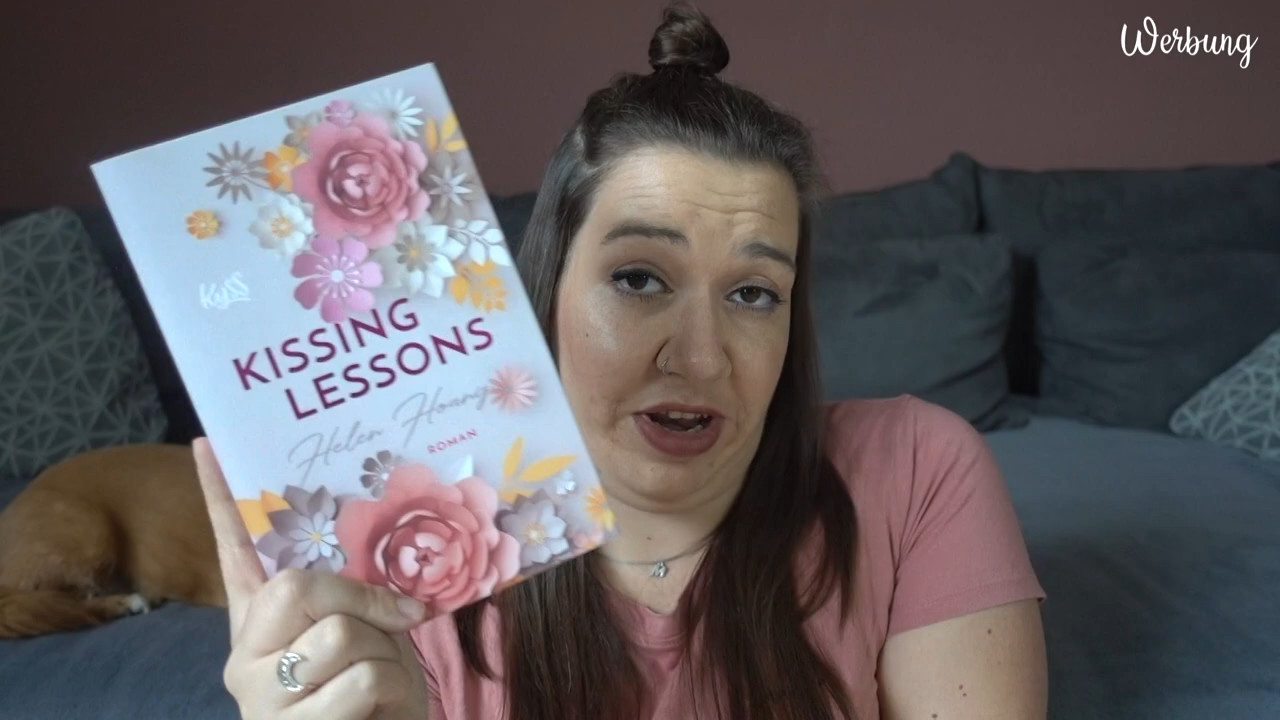 Werbung
KYSS
KISSING
LESSONS
Helen Hoang
ROMAN